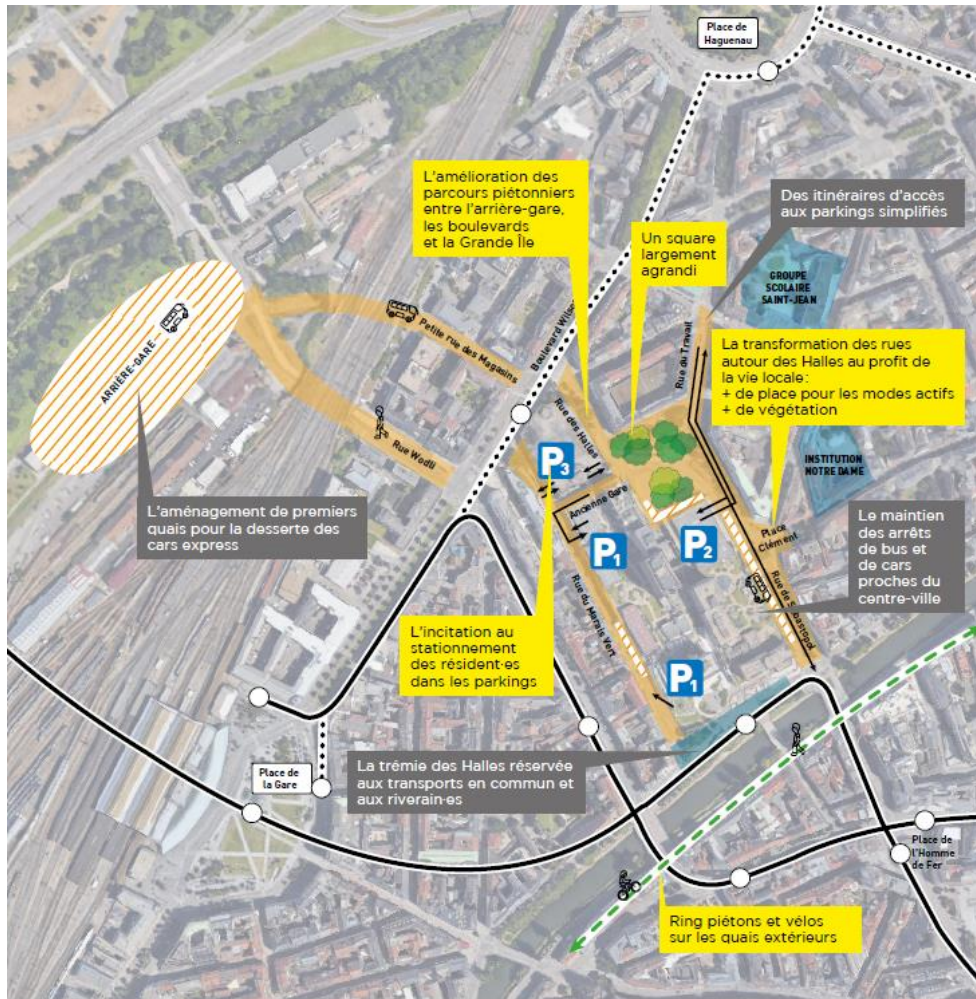 Place de
Haguenau
L'amélioration des
parcours piétonniers
entre l'arrière-gare,
les boulevards
et la Grande Île
Des itinéraires d'accès
aux parkings simplifiés
Un square
largement
agrandi
GROUPE
SCOLAIRE
SAINT-JEAN
ARRIÈRE-GARE
Petite rue des Magasins
Boulevard Wilson
Rue du Travail
La transformation des rues
autour des Halles au profit de
la vie locale:
+ de place pour les modes actifs
+ de végétation
Rue des Halles
Rue Wodli
P3
INSTITUTION
NOTRE DAME
L'aménagement de premiers
quais pour la desserte des
cars express
Ancienne Gare
P1
P2
Place
Clément
Le maintien
des arrêts
de bus et
de cars
proches du
centre-ville
Rue du Marais Vert
Rue de Sébastopol
L'incitation au
stationnement
des résident·es
dans les parkings
P1
La trémie des Halles réservée
aux transports en commun et
aux riverain·es
Place de
la Gare
Place de
l'Homme
de Fer
Ring piétons et vélos
sur les quais extérieurs